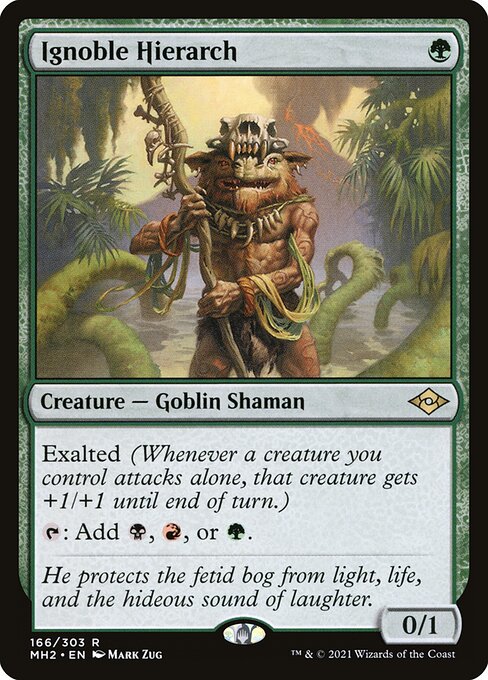 Ignoble Hierarch
Creature — Goblin Shaman
Exalted (Whenever a creature you
control attacks alone, that creature gets
+1/+1 until end of turn.)
: Add , , or .
He protects the fetid bog from light, life,
and the hideous sound of laughter.
0/1
166/303 R
MH2 • EN Mark Zug
™ & © 2021 Wizards of the Coast